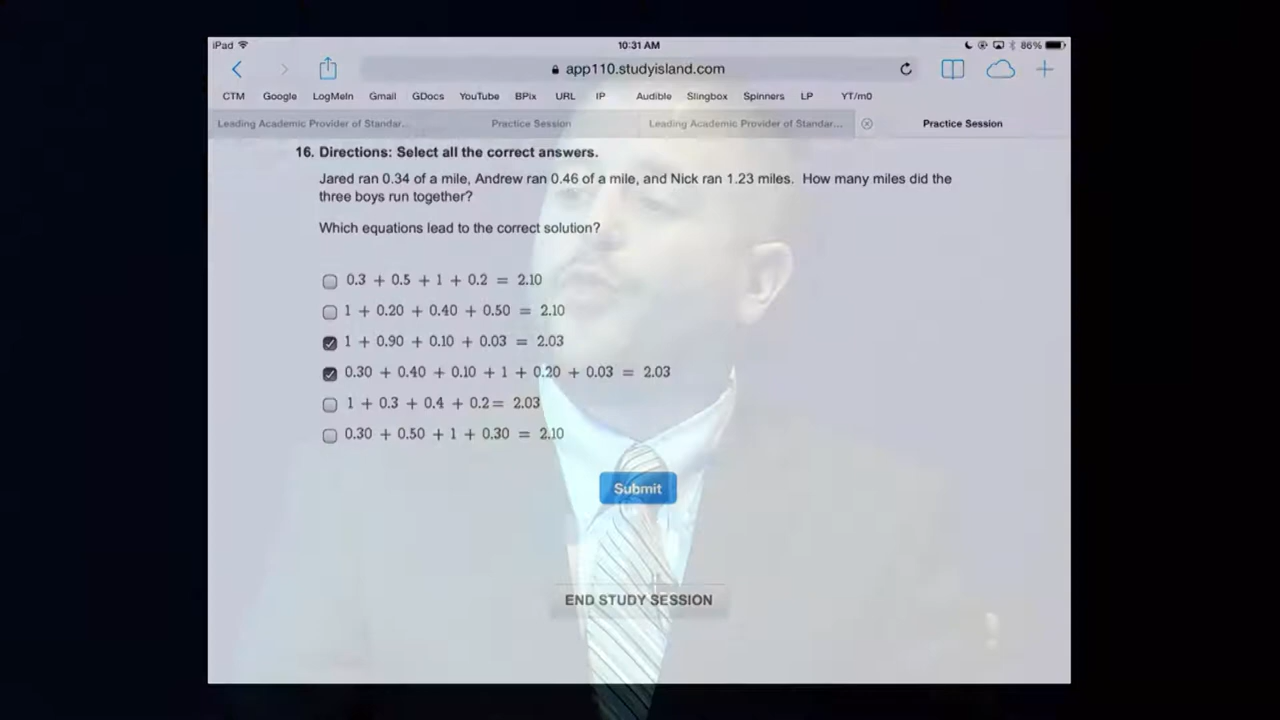 iPad 10:31 AM 86%
app110.studyisland.com
CTM Google LogMeIn Gmail GDocs YouTube BPix URL IP Audible Slingbox Spinners LP YT/m0
Leading Academic Provider of Standar... Practice Session Leading Academic Provider of Standar... Practice Session
16. Directions: Select all the correct answers.
Jared ran 0.34 of a mile, Andrew ran 0.46 of a mile, and Nick ran 1.23 miles. How many miles did the
three boys run together?
Which equations lead to the correct solution?
0.3 + 0.5 + 1 + 0.2 = 2.10
1 + 0.20 + 0.40 + 0.50 = 2.10
1 + 0.90 + 0.10 + 0.03 = 2.03
0.30 + 0.40 + 0.10 + 1 + 0.20 + 0.03 = 2.03
1 + 0.3 + 0.4 + 0.2= 2.03
0.30 + 0.50 + 1 + 0.30 = 2.10
Submit
END STUDY SESSION